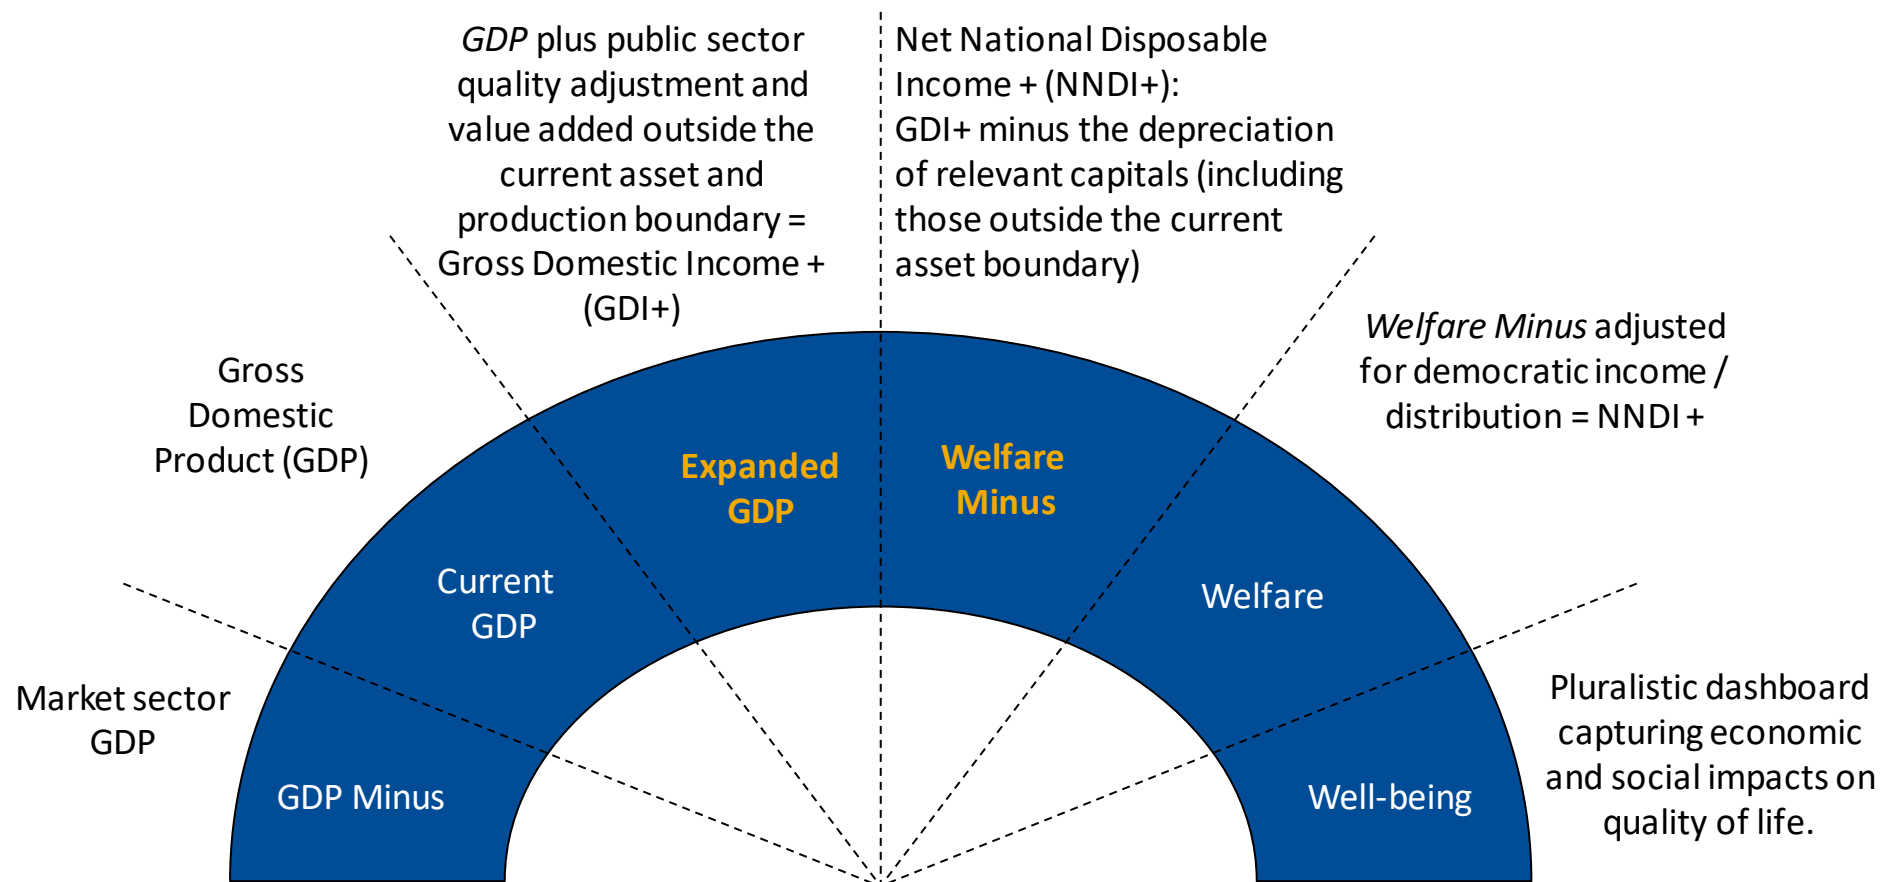 GDP plus public sector
quality adjustment and
value added outside the
current asset and
production boundary =
Gross Domestic Income +
(GDI+)
Net National Disposable
Income + (NNDI+):
GDI+ minus the depreciation
of relevant capitals (including
those outside the current
asset boundary)
Gross
Domestic
Product (GDP)
Welfare Minus adjusted
for democratic income /
distribution = NNDI +
Expanded
GDP
Welfare
Minus
Current
GDP
Welfare
Market sector
GDP
GDP Minus
Well-being
Pluralistic dashboard
capturing economic
and social impacts on
quality of life.